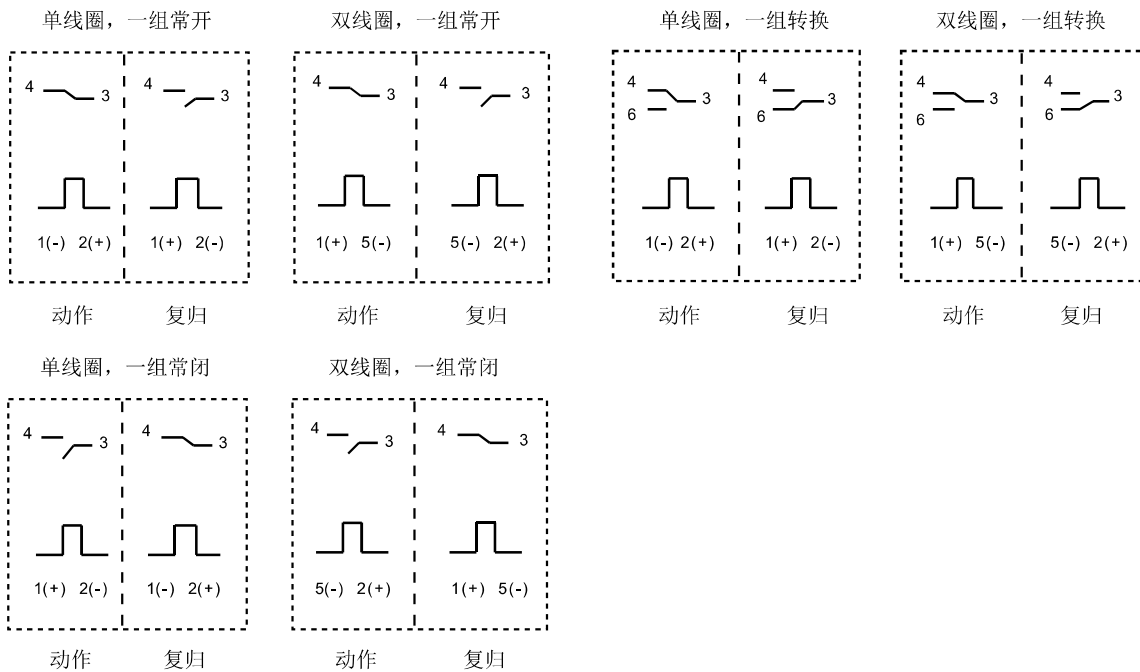 单线圈，一组常开
双线圈，一组常开
单线圈，一组转换
双线圈，一组转换
4 3 4 3
4 3 4 3
4 3 4 3
6 6
4 3 4 3
6 6
1(-) 2(+) 1(+) 2(-)
1(+) 5(-) 5(-) 2(+)
1(-) 2(+) 1(+) 2(-)
1(+) 5(-) 5(-) 2(+)
动作 复归
动作 复归
动作 复归
动作 复归
单线圈，一组常闭
双线圈，一组常闭
4 3 4 3
4 3 4 3
1(+) 2(-) 1(-) 2(+)
5(-) 2(+) 1(+) 5(-)
动作 复归
动作 复归